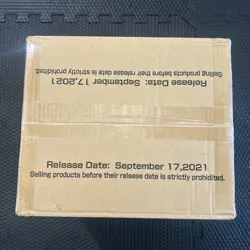 Selling products before their release date is strictly prohibited.
Release Date: September 17,2021
Release Date: September 17,2021
Selling products before their release date is strictly prohibited.